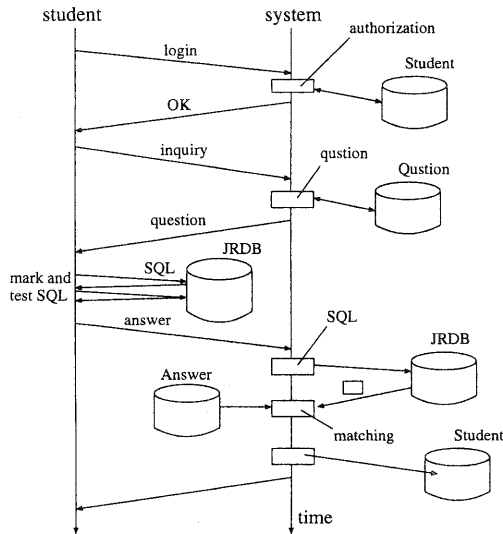 student
system
authorization
login
Student
OK
inquiry
qustion
Qustion
question
JRDB
SQL
mark and
test SQL
answer
SQL
JRDB
Answer
matching
Student
time